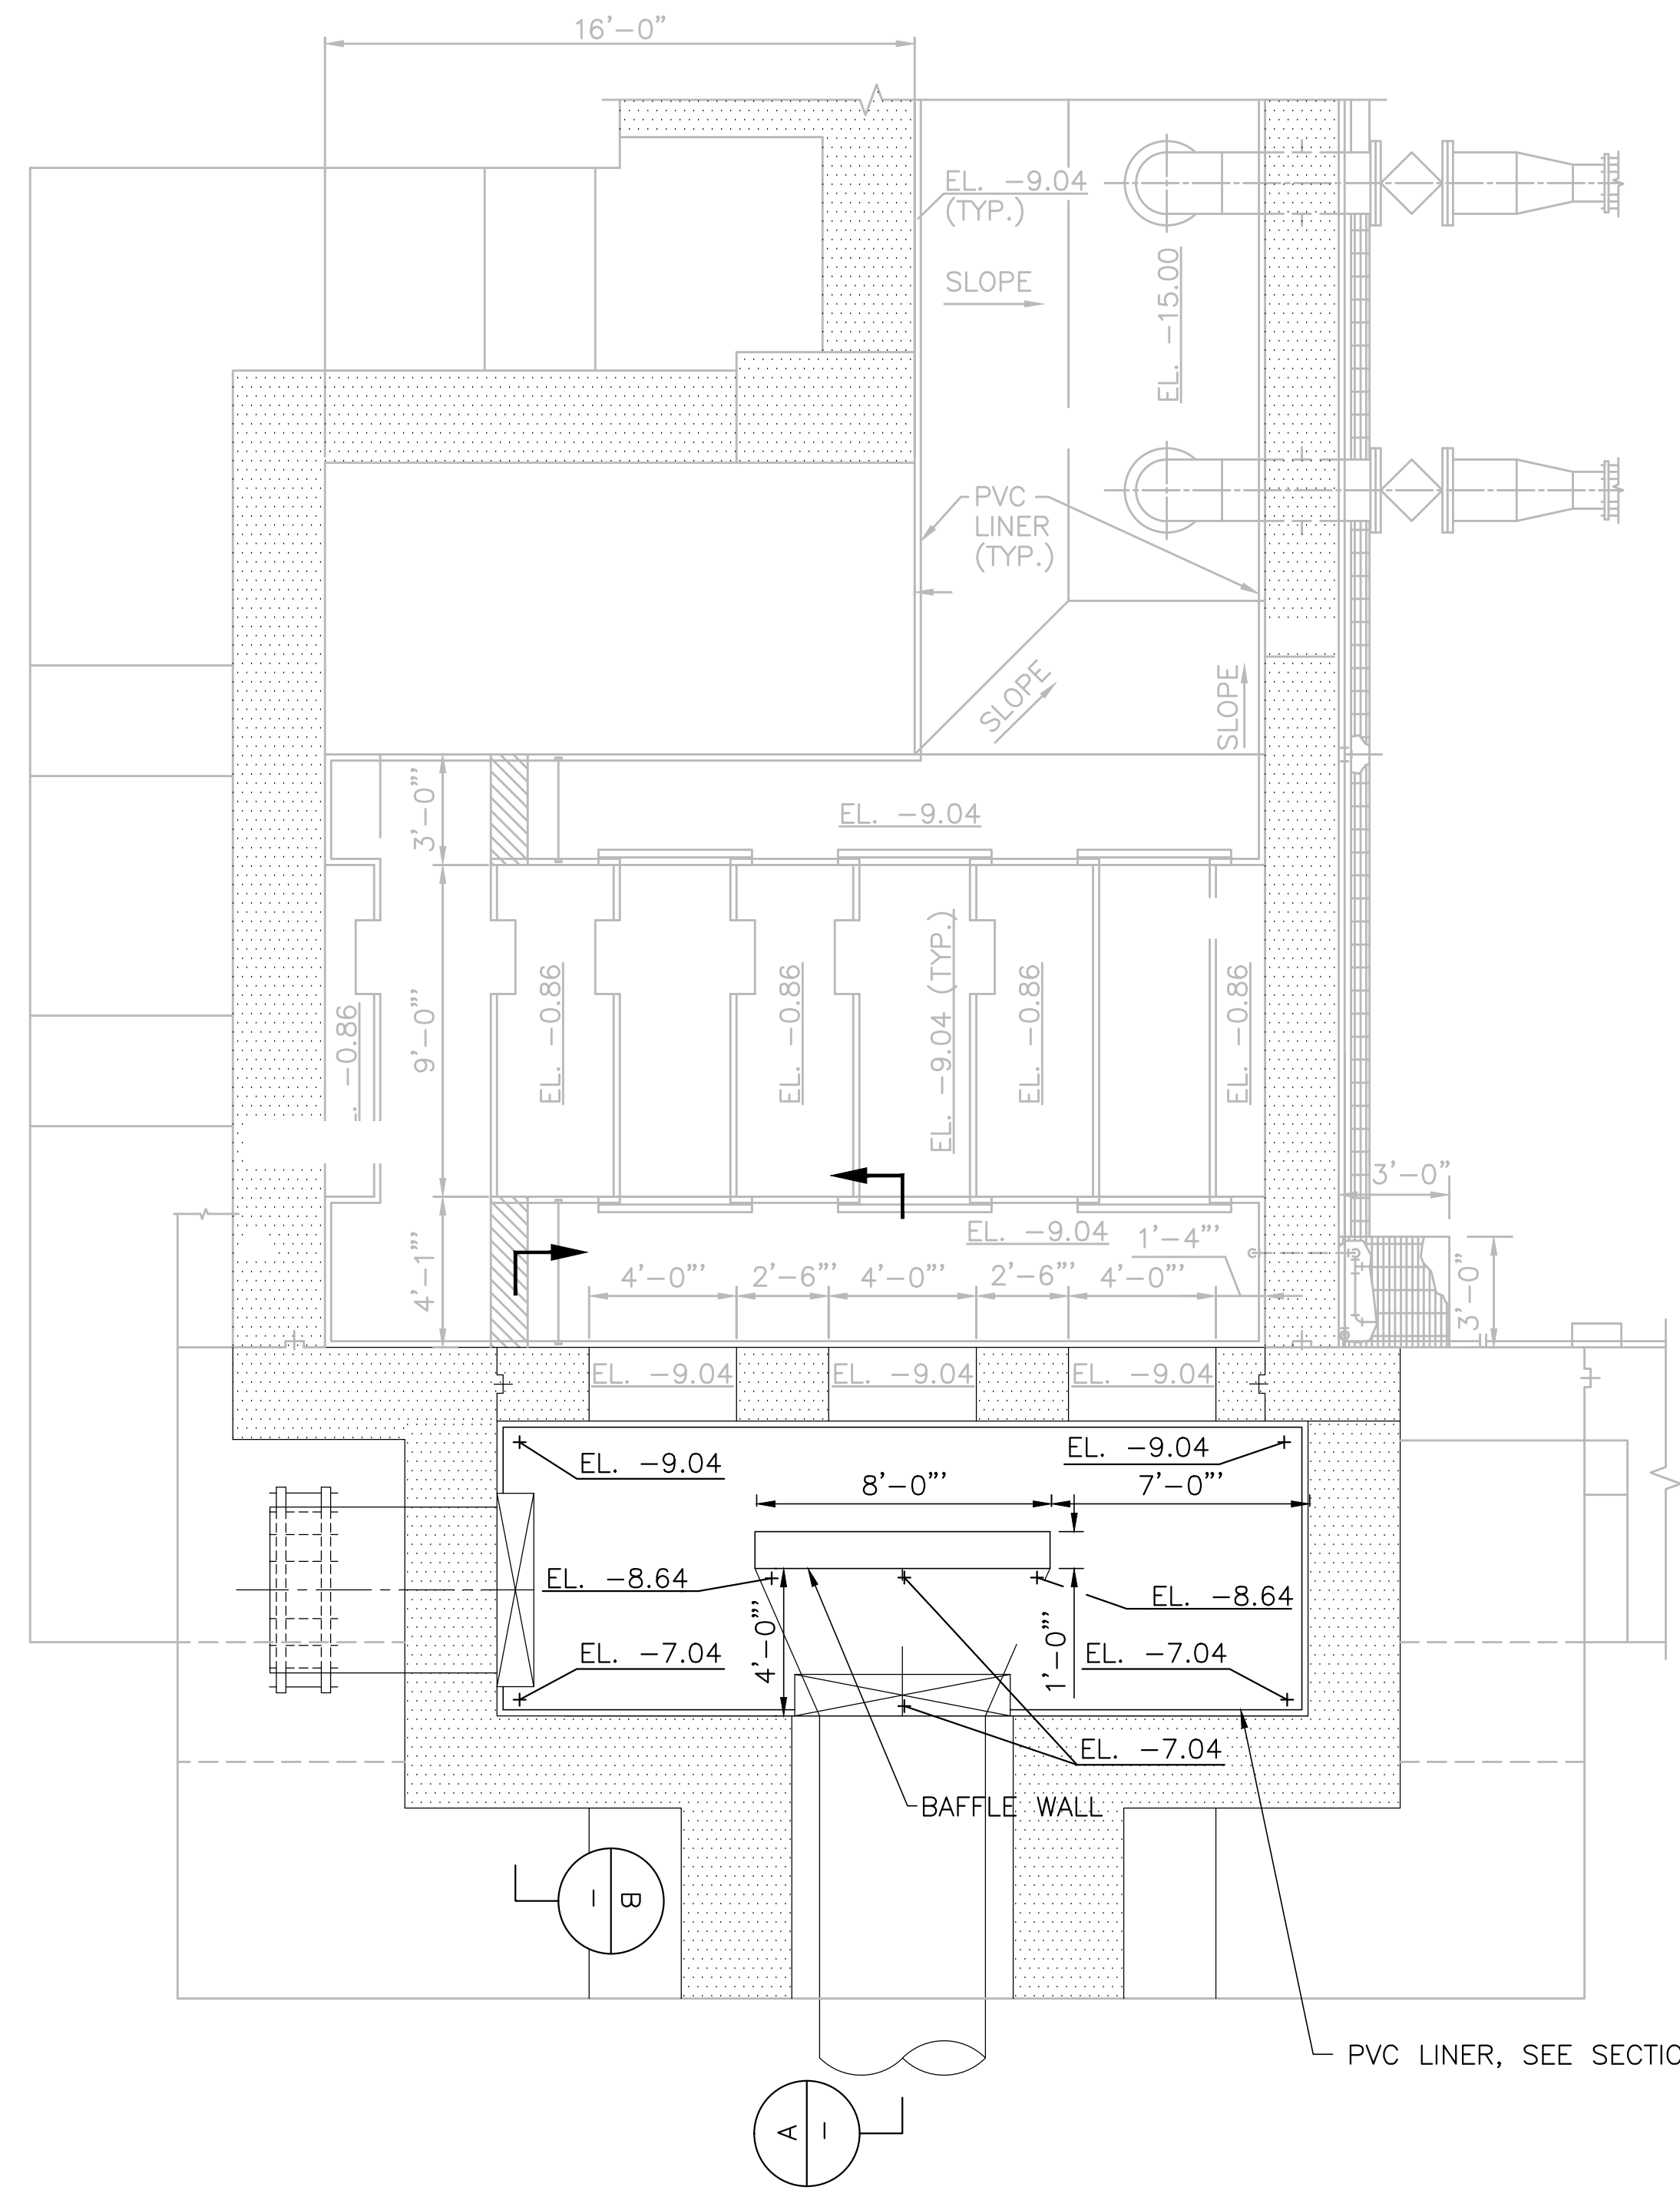 16'-0"
EL. -9.04
(TYP.)
SLOPE
EL. -15.00
PVC
LINER
(TYP.)
SLOPE
SLOPE
3'-0"'
EL. -9.04
9'-0"'
-0.86
EL. -0.86
EL. -0.86
EL. -9.04 (TYP.)
EL. -0.86
EL. -0.86
3'-0"
4'-1"'
EL. -9.04
1'-4"'
4'-0"'
2'-6"'
4'-0"'
2'-6"'
4'-0"'
3'-0"
EL. -9.04
EL. -9.04
EL. -9.04
EL. -9.04
EL. -9.04
8'-0"'
7'-0"'
EL. -8.64
EL. -8.64
4'-0"'
1'-0"'
EL. -7.04
EL. -7.04
EL. -7.04
BAFFLE WALL
B
-
PVC LINER, SEE SECTIO
A
-